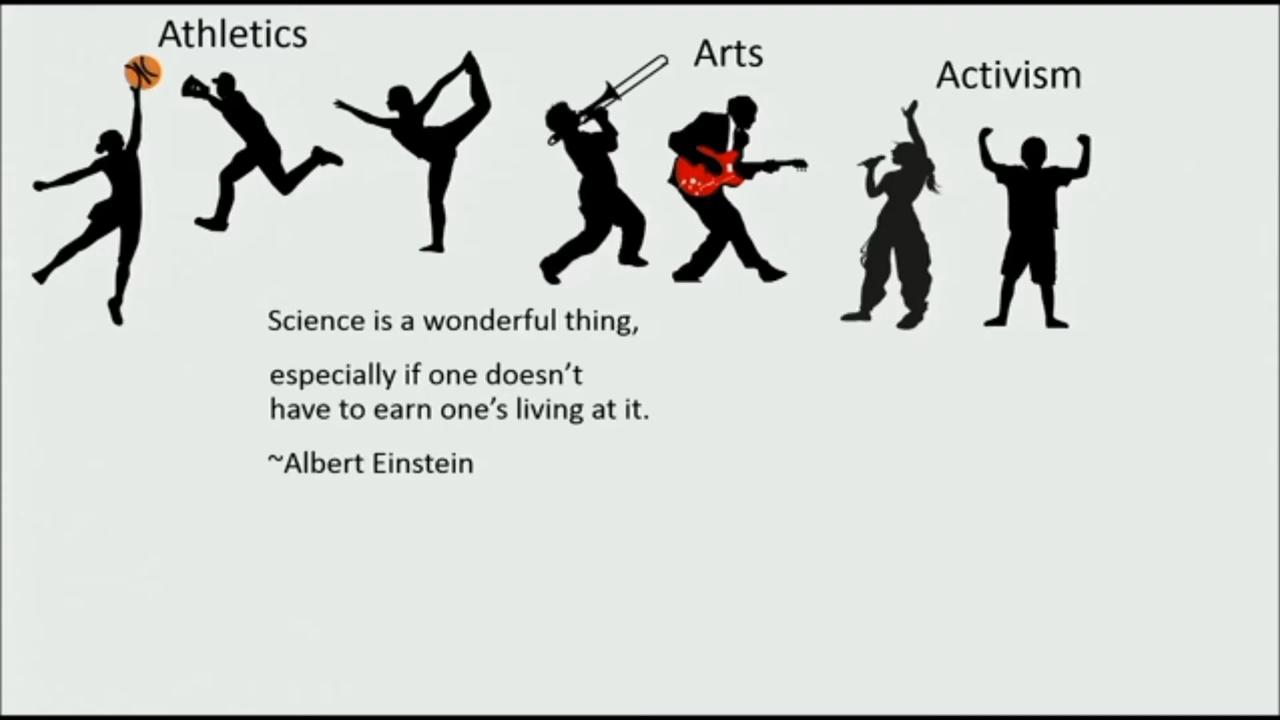 Athletics
Arts
Activism
Science is a wonderful thing,
especially if one doesn’t
have to earn one’s living at it.
~Albert Einstein